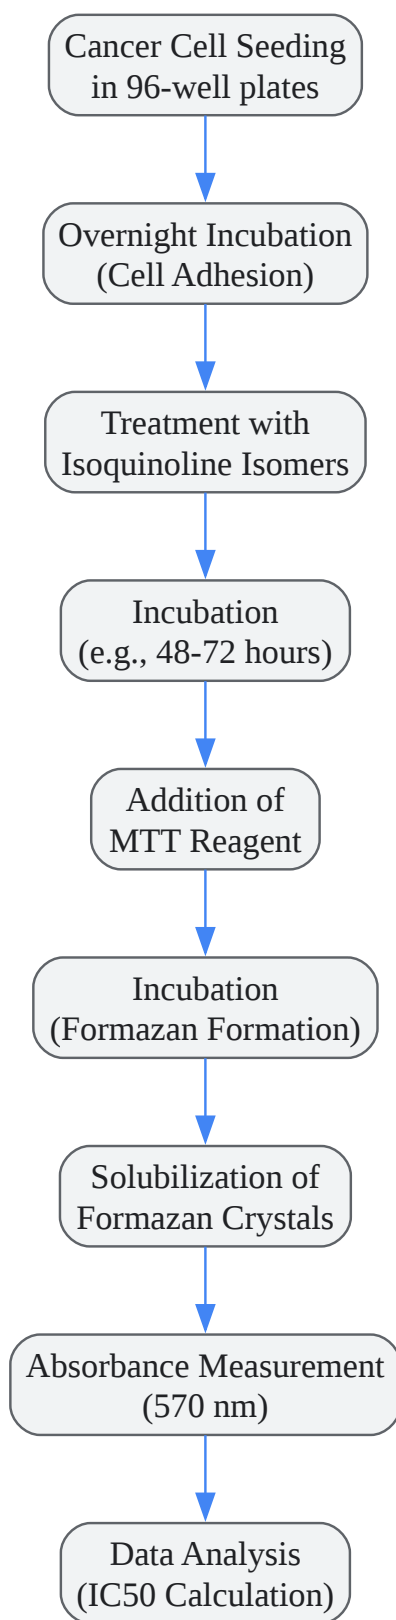 Cancer Cell Seeding
in 96-well plates
Overnight Incubation
(Cell Adhesion)
Treatment with
Isoquinoline Isomers
Incubation
(e.g., 48-72 hours)
Addition of
MTT Reagent
Incubation
(Formazan Formation)
Solubilization of
Formazan Crystals
Absorbance Measurement
(570 nm)
Data Analysis
(IC50 Calculation)